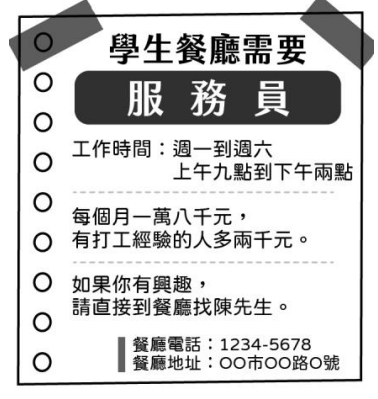 學生餐廳需要
服務員
工作時間：週一到週六
上午九點到下午兩點
每個月一萬八千元，
有打工經驗的人多兩千元。
如果你有興趣，
請直接到餐廳找陳先生。
餐廳電話：1234-5678
餐廳地址：OO市OO路O號